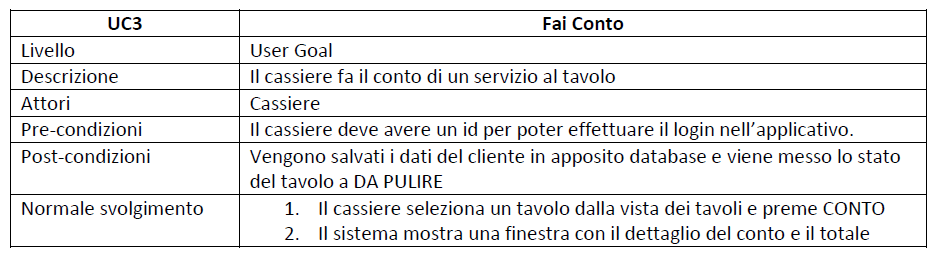 UC3 Fai Conto
Livello User Goal
Descrizione Il cassiere fa il conto di un servizio al tavolo
Attori Cassiere
Pre-condizioni Il cassiere deve avere un id per poter effettuare il login nell’applicativo.
Post-condizioni Vengono salvati i dati del cliente in apposito database e viene messo lo stato
del tavolo a DA PULIRE
Normale svolgimento 1. Il cassiere seleziona un tavolo dalla vista dei tavoli e preme CONTO
2. Il sistema mostra una finestra con il dettaglio del conto e il totale